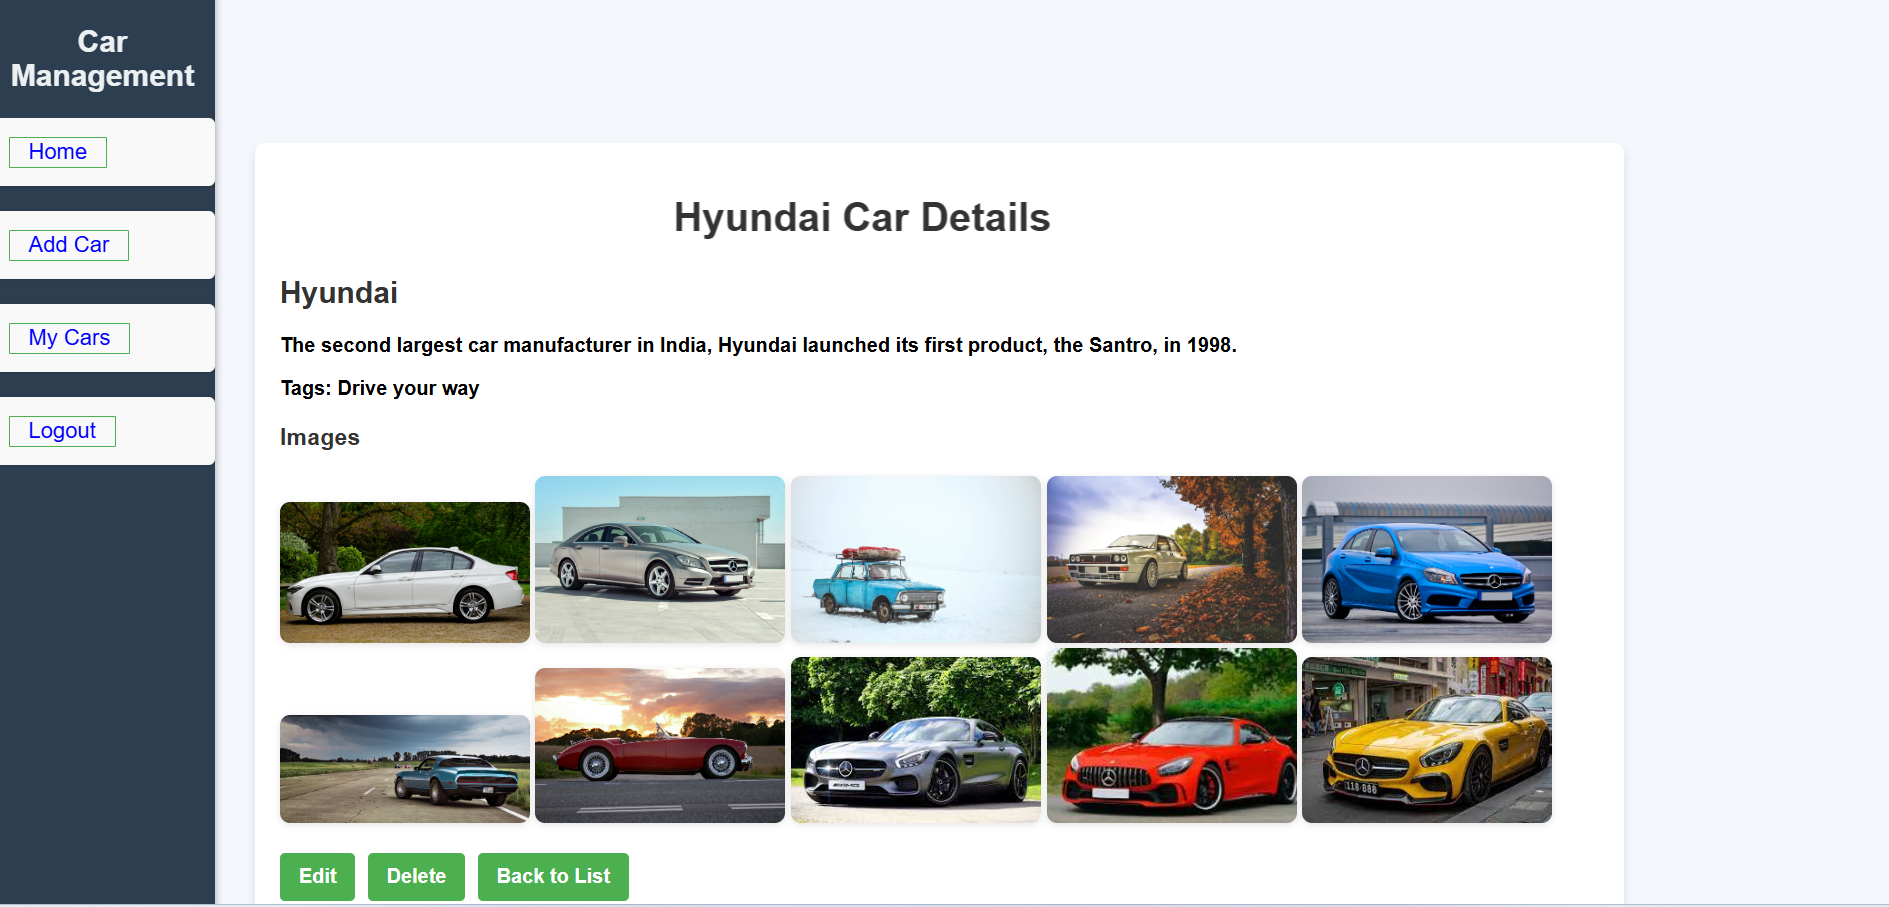 Car
Management
Home
Add Car
My Cars
Logout
Hyundai Car Details
Hyundai
The second largest car manufacturer in India, Hyundai launched its first product, the Santro, in 1998.
Tags: Drive your way
Images
Edit
Delete
Back to List